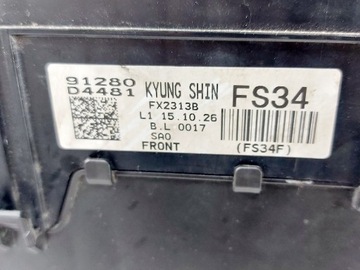 91280 KYUNG SHIN FS34
D4481
FX2313B
L1 15.10.26
B.L 0017
SAO
FRONT
(FS34F)